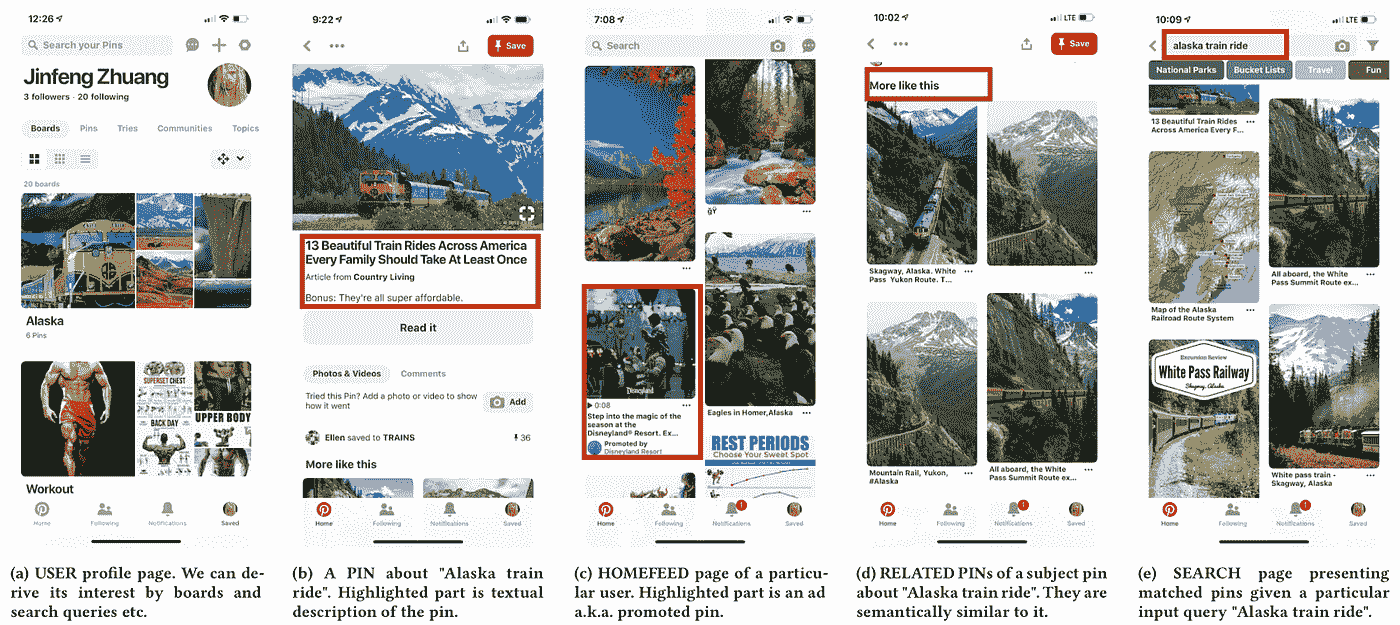 12:26
Search your Pins
Jinfeng Zhuang
3 followers · 20 following
Boards Pins Tries Communities Topics
20 boards
Alaska
6 Pins
SUPERSET CHEST
BACK DAY
UPPER BODY
Workout
Home Following Notifications Saved
(a) USER profile page. We can de-
rive its interest by boards and
search queries etc.
9:22
Save
13 Beautiful Train Rides Across America
Every Family Should Take At Least Once
Article from Country Living
Bonus: They're all super affordable.
Read it
Photos & Videos Comments
Tried this Pin? Add a photo or video to show
how it went
Add
Ellen saved to TRAINS 36
More like this
Home Following Notifications Saved
(b) A PIN about "Alaska train
ride". Highlighted part is textual
description of the pin.
7:08
Search
Disneyland
0:08
Step into the magic of the
season at the
Disneyland® Resort. Ex...
Promoted by
Disneyland Resort
Eagles in Homer,Alaska
REST PERIODS
Choose Your Sweet Spot
Home Following Notifications Saved
(c) HOMEFEED page of a particu-
lar user. Highlighted part is an ad
a.k.a. promoted pin.
10:02
LTE
Save
More like this
Skagway, Alaska. White
Pass Yukon Route. T...
Mountain Rail, Yukon,
#Alaska
All aboard, the White
Pass Summit Route ex...
Home Following Notifications Saved
(d) RELATED PINs of a subject pin
about "Alaska train ride". They are
semantically similar to it.
10:09
LTE
alaska train ride
National Parks Bucket Lists Travel Fun
13 Beautiful Train Rides
Across America Every F...
Map of the Alaska
Railroad Route System
All aboard, the White
Pass Summit Route ex...
Excursion Review
White Pass Railway
Skagway, Alaska
White pass train -
Skagway, Alaska
Home Following Notifications Saved
(e) SEARCH page presenting
matched pins given a particular
input query "Alaska train ride".